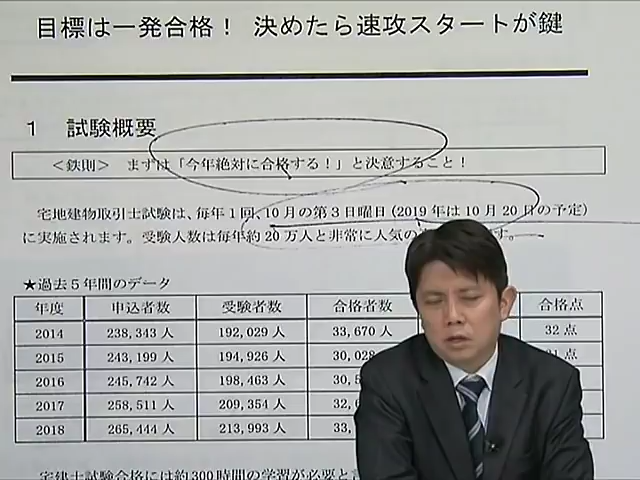 目標は一発合格！ 決めたら速攻スタートが鍵
1 試験概要
＜鉄則＞ まずは「今年絶対に合格する！」と決意すること！
宅地建物取引士試験は、毎年1回、10月の第3日曜日(2019年は10月20日の予定)
に実施されます。受験人数は毎年約20万人と非常に人気の す。
★過去5年間のデータ
年度 申込者数 受験者数 合格者数 合格点
2014 238,343人 192,029人 33,670人 32点
2015 243,199人 194,926人 30,028 点
2016 245,742人 198,463人 30,5
2017 258,511人 209,354人 32,6
2018 265,444人 213,993人 33,
宅建士試験合格には約300時間の学習が必要と